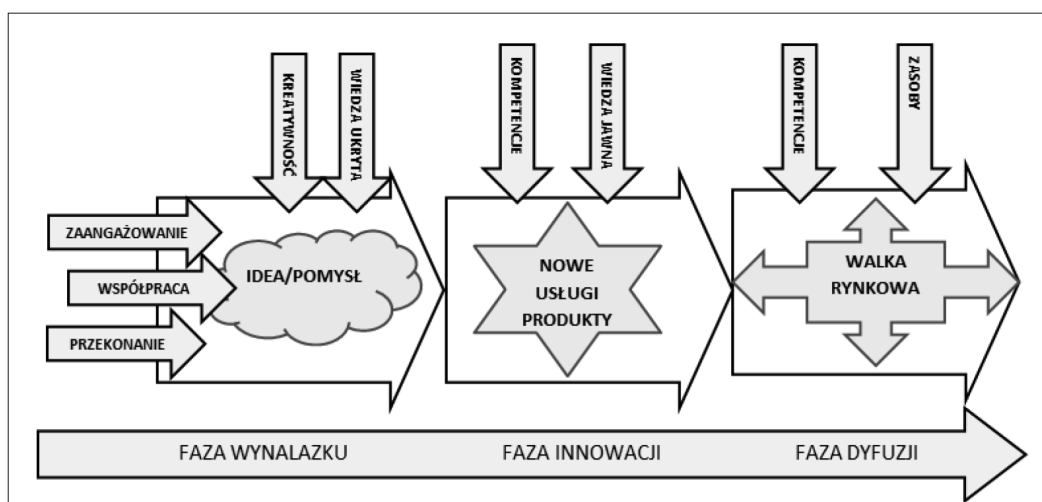 KREATYWNOŚĆ
WIEDZA UKRYTA
KOMPETENCJE
WIEDZA JAWNA
KOMPETENCJE
ZASOBY
ZAANGAŻOWANIE
WSPÓŁPRACA
PRZEKONANIE
IDEA/POMYSŁ
NOWE
USŁUGI
PRODUKTY
WALKA
RYNKOWA
FAZA WYNALAZKU
FAZA INNOWACJI
FAZA DYFUZJI